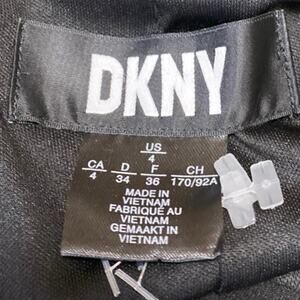 DKNY
US
4
CA D F CH
4 34 36 170/92A
MADE IN
VIETNAM
FABRIQUÉ AU
VIETNAM
GEMAAKT IN
VIETNAM